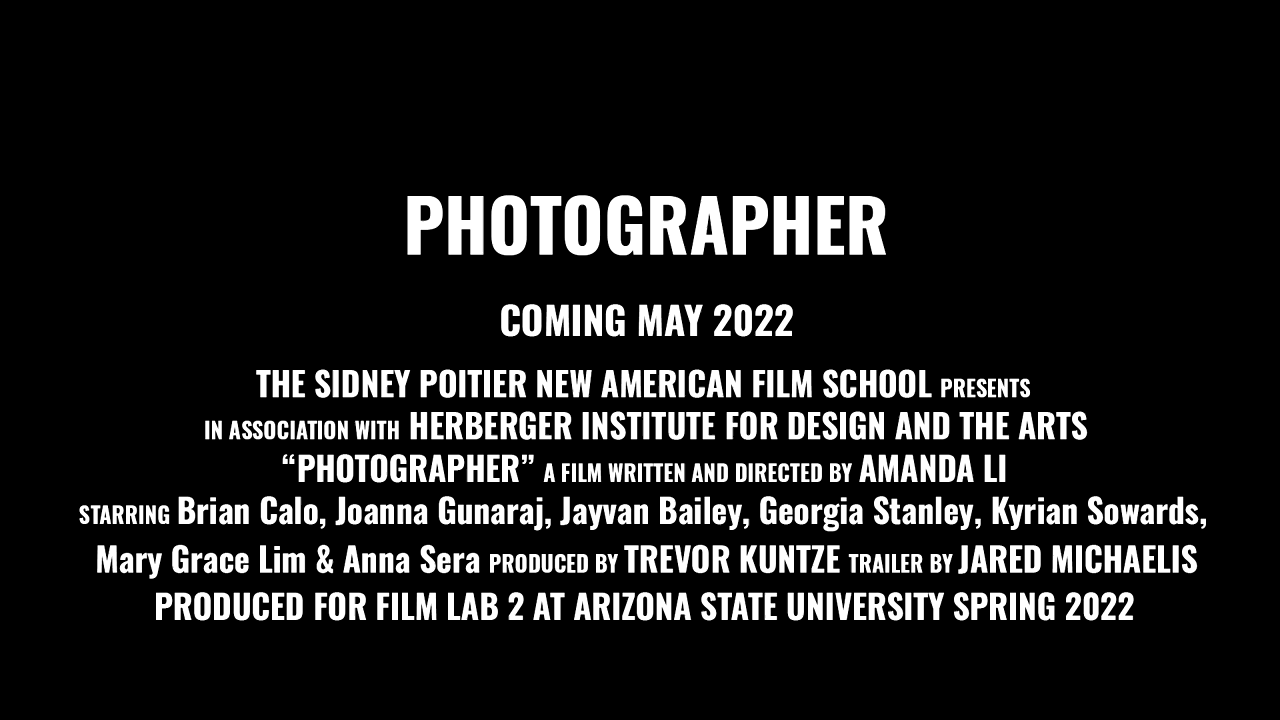 PHOTOGRAPHER
COMING MAY 2022
THE SIDNEY POITIER NEW AMERICAN FILM SCHOOL PRESENTS
IN ASSOCIATION WITH HERBERGER INSTITUTE FOR DESIGN AND THE ARTS
“PHOTOGRAPHER” A FILM WRITTEN AND DIRECTED BY AMANDA LI
STARRING Brian Calo, Joanna Gunaraj, Jayvan Bailey, Georgia Stanley, Kyrian Sowards,
Mary Grace Lim & Anna Sera PRODUCED BY TREVOR KUNTZE TRAILER BY JARED MICHAELIS
PRODUCED FOR FILM LAB 2 AT ARIZONA STATE UNIVERSITY SPRING 2022